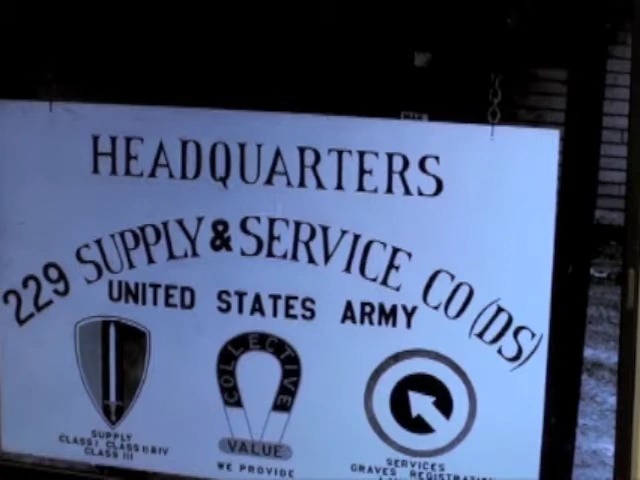 HEADQUARTERS
229 SUPPLY & SERVICE CO (DS)
UNITED STATES ARMY
SUPPLY
CLASS I CLASS II & IV
CLASS III
COLLECTIVE
VALUE
WE PROVIDE
SERVICES
GRAVES REGISTRATION